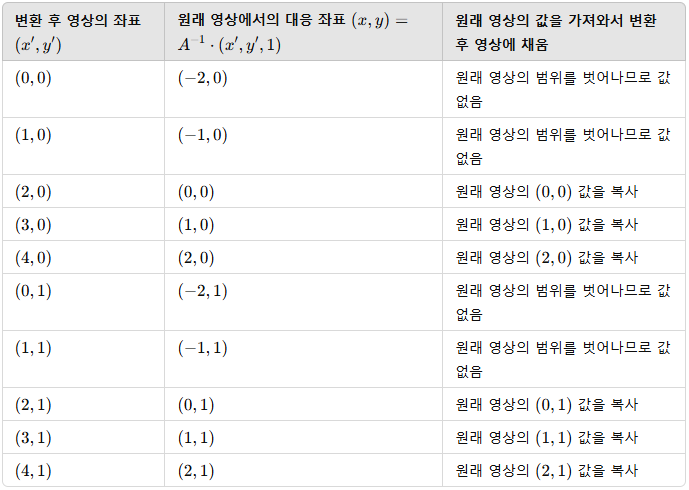 변환 후 영상의 좌표
(x′, y′)
원래 영상에서의 대응 좌표 (x, y) =
A⁻¹ · (x′, y′, 1)
원래 영상의 값을 가져와서 변환
후 영상에 채움
(0, 0)
(−2, 0)
원래 영상의 범위를 벗어나므로 값
없음
(1, 0)
(−1, 0)
원래 영상의 범위를 벗어나므로 값
없음
(2, 0)
(0, 0)
원래 영상의 (0, 0) 값을 복사
(3, 0)
(1, 0)
원래 영상의 (1, 0) 값을 복사
(4, 0)
(2, 0)
원래 영상의 (2, 0) 값을 복사
(0, 1)
(−2, 1)
원래 영상의 범위를 벗어나므로 값
없음
(1, 1)
(−1, 1)
원래 영상의 범위를 벗어나므로 값
없음
(2, 1)
(0, 1)
원래 영상의 (0, 1) 값을 복사
(3, 1)
(1, 1)
원래 영상의 (1, 1) 값을 복사
(4, 1)
(2, 1)
원래 영상의 (2, 1) 값을 복사